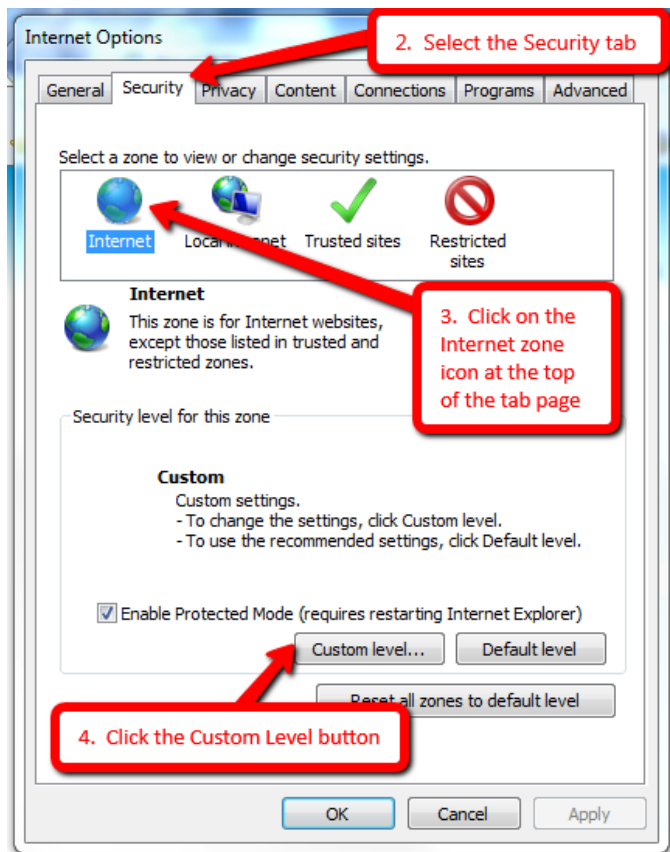 Internet Options
2. Select the Security tab
General Security Privacy Content Connections Programs Advanced
Select a zone to view or change security settings.
Internet
Trusted sites
Restricted
sites
Internet
This zone is for Internet websites,
except those listed in trusted and
restricted zones.
3. Click on the
Internet zone
icon at the top
of the tab page
Security level for this zone
Custom
Custom settings.
- To change the settings, click Custom level.
- To use the recommended settings, click Default level.
Enable Protected Mode (requires restarting Internet Explorer)
Custom level... Default level
Reset all zones to default level
4. Click the Custom Level button
OK Cancel Apply